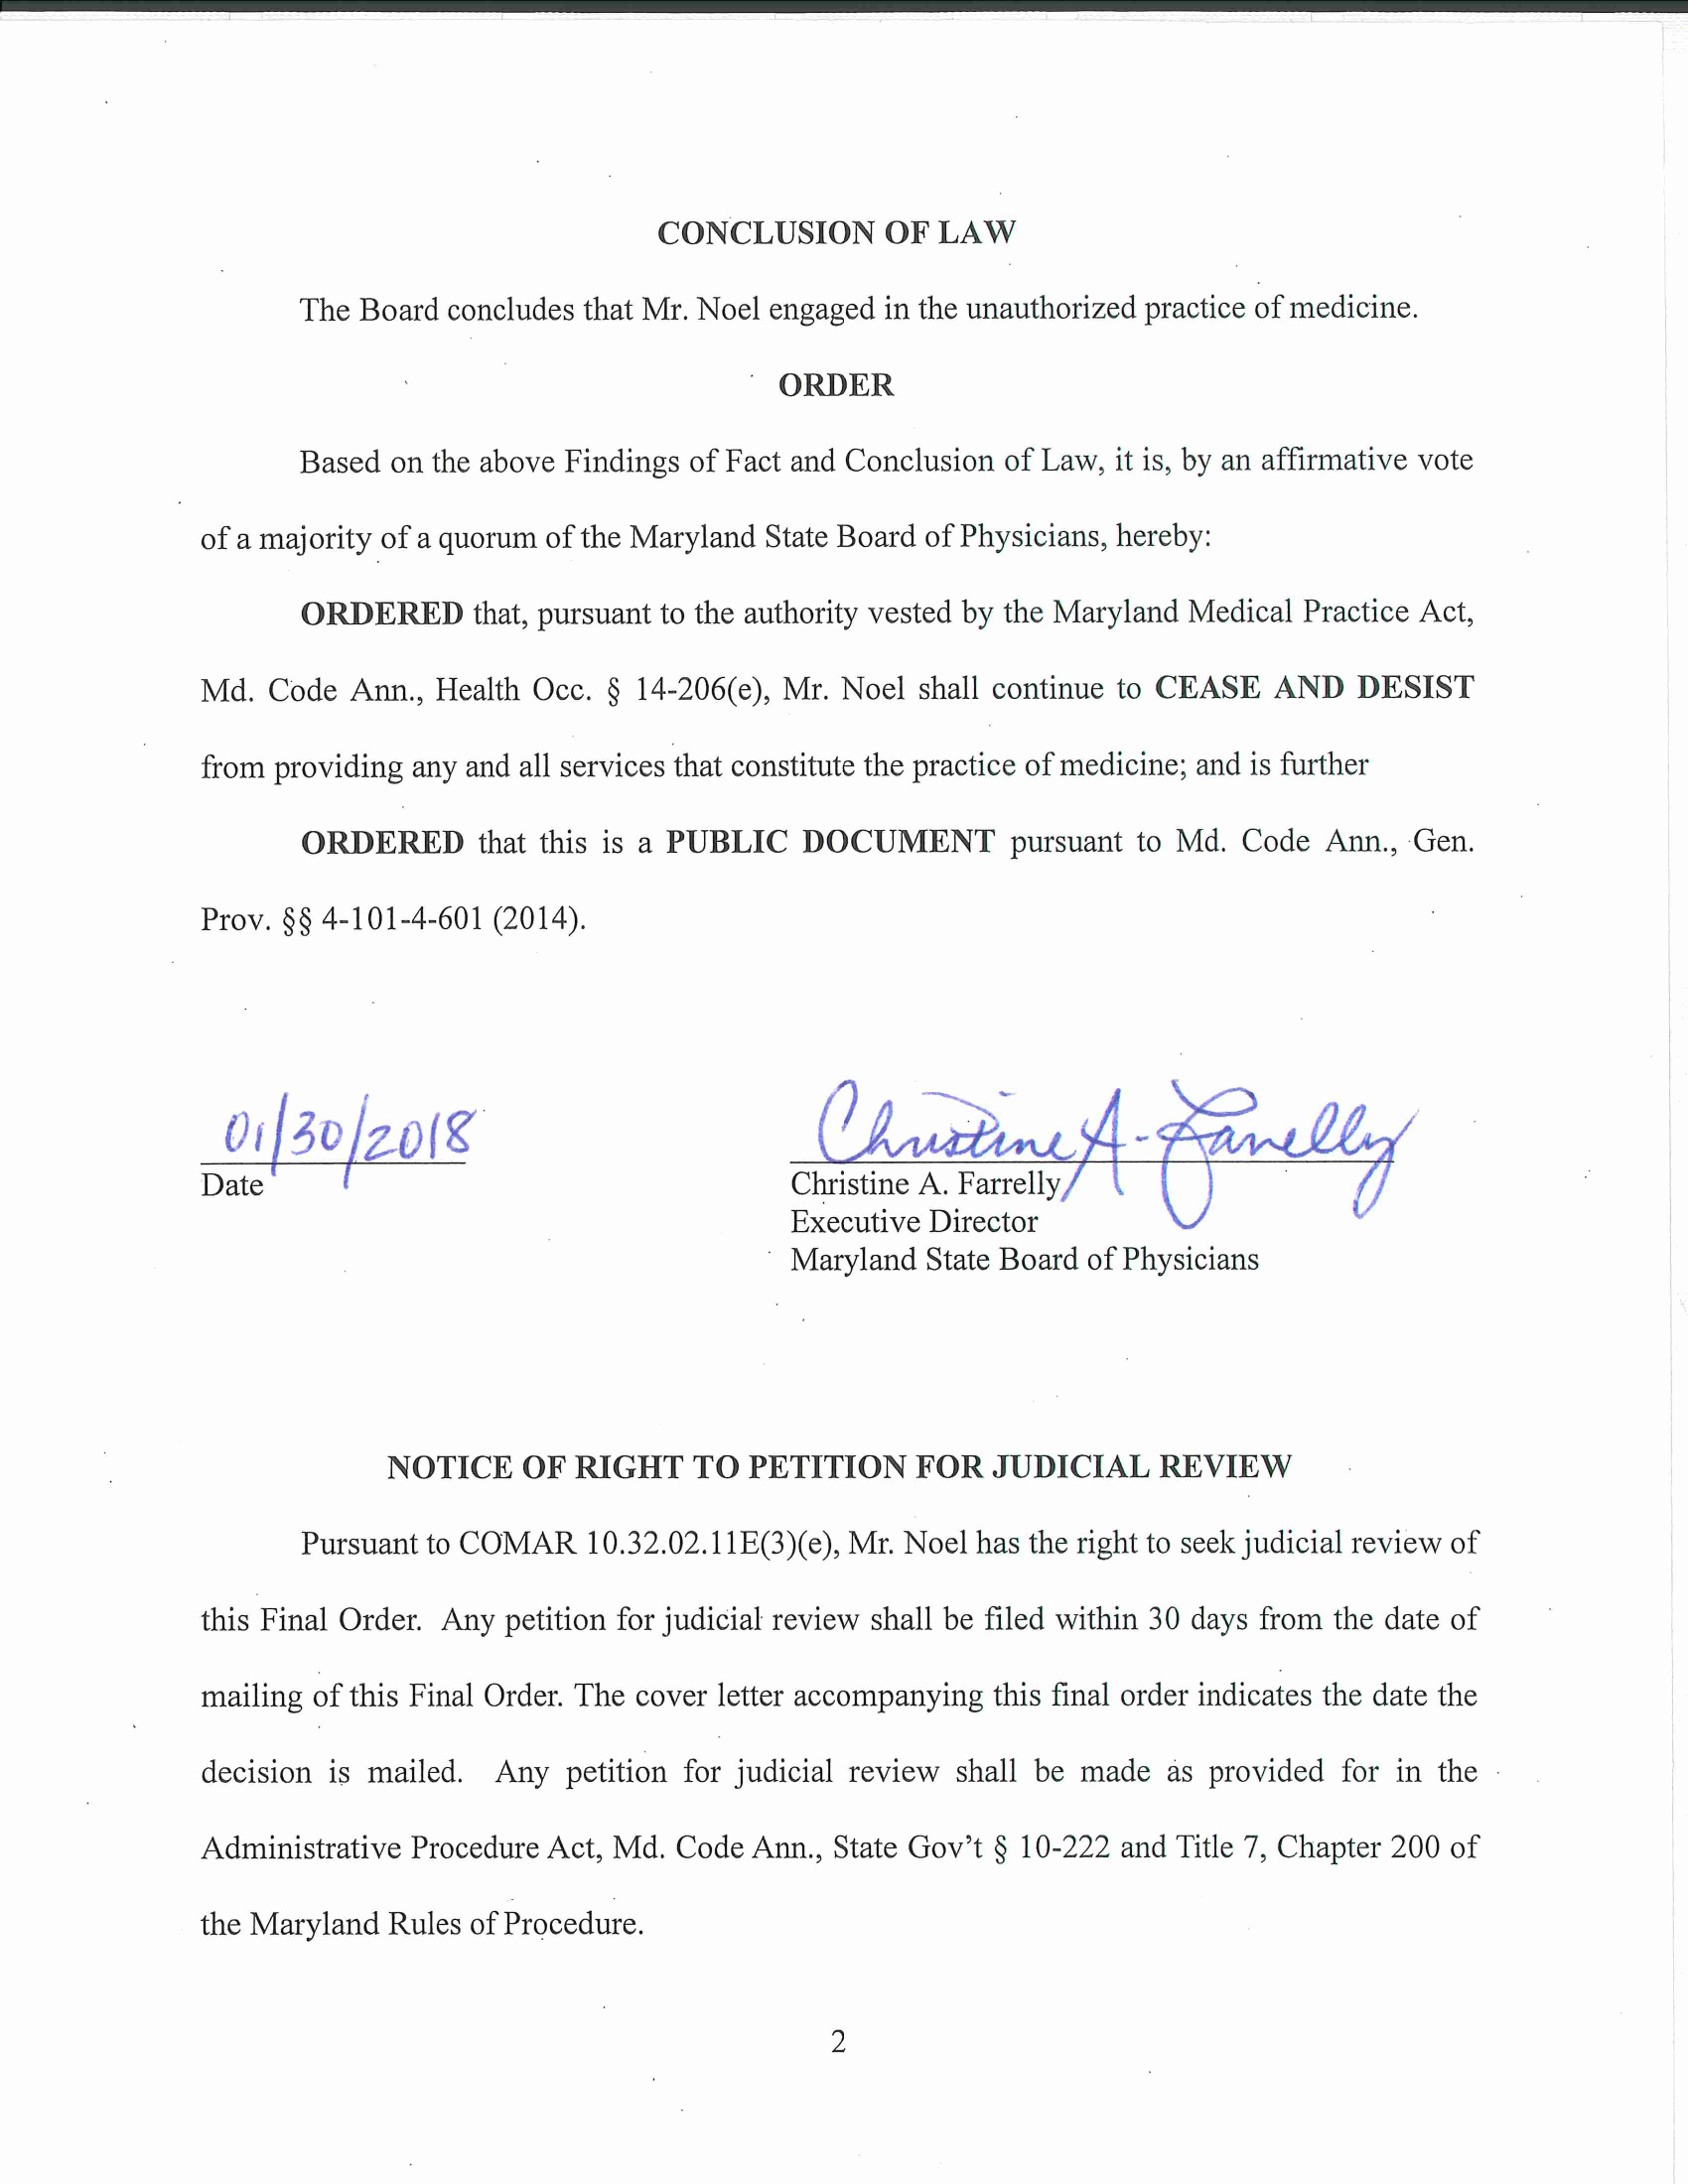 CONCLUSION OF LAW
The Board concludes that Mr. Noel engaged in the unauthorized practice of medicine.
ORDER
Based on the above Findings of Fact and Conclusion of Law, it is, by an affirmative vote
of a majority of a quorum of the Maryland State Board of Physicians, hereby:
ORDERED that, pursuant to the authority vested by the Maryland Medical Practice Act,
Md. Code Ann., Health Occ. § 14-206(e), Mr. Noel shall continue to CEASE AND DESIST
from providing any and all services that constitute the practice of medicine; and is further
ORDERED that this is a PUBLIC DOCUMENT pursuant to Md. Code Ann., Gen.
Prov. §§ 4-101-4-601 (2014).
01/30/2018
Date
Christine A. Farrelly
Christine A. Farrelly
Executive Director
Maryland State Board of Physicians
NOTICE OF RIGHT TO PETITION FOR JUDICIAL REVIEW
Pursuant to COMAR 10.32.02.11E(3)(e), Mr. Noel has the right to seek judicial review of
this Final Order. Any petition for judicial review shall be filed within 30 days from the date of
mailing of this Final Order. The cover letter accompanying this final order indicates the date the
decision is mailed. Any petition for judicial review shall be made as provided for in the
Administrative Procedure Act, Md. Code Ann., State Gov't § 10-222 and Title 7, Chapter 200 of
the Maryland Rules of Procedure.
2